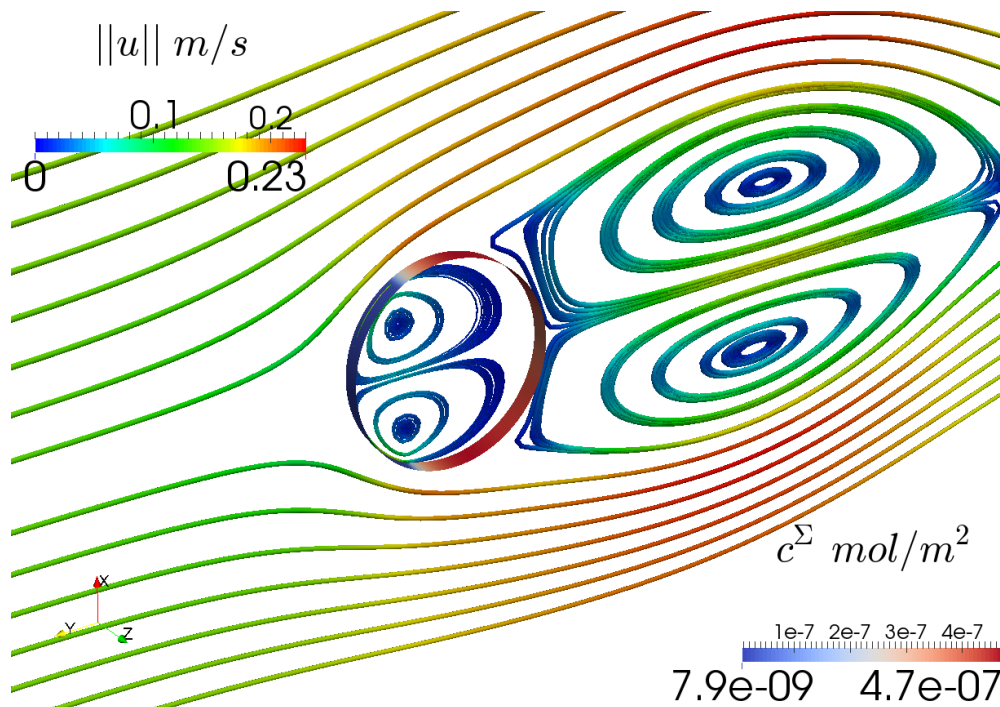 ||u|| m/s
0.1 0.2
0 0.23
c^Σ mol/m²
X
Y
Z
1e-7 2e-7 3e-7 4e-7
7.9e-09 4.7e-07